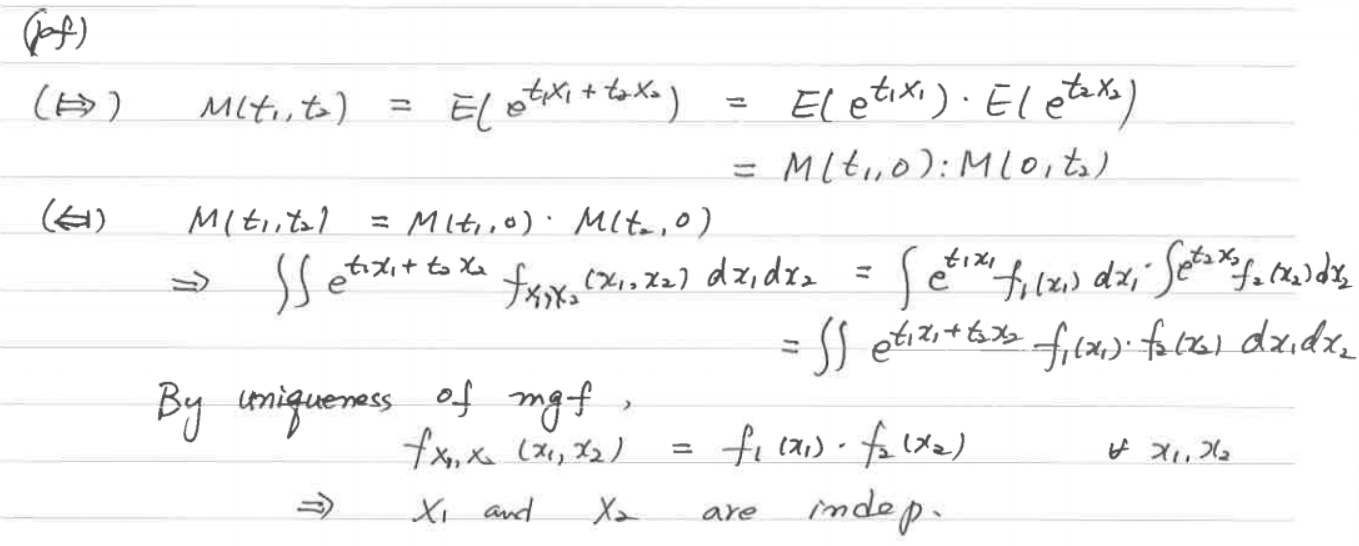 (pf)
(⇒) M(t₁, t₂) = E( e^{t₁X₁ + t₂X₂} ) = E( e^{t₁X₁} ) · E( e^{t₂X₂} )
= M(t₁, 0) : M(0, t₂)
(⇐) M(t₁, t₂) = M(t₁, 0) · M(t₂, 0)
⇒ ∬ e^{t₁x₁ + t₂x₂} f_{X₁,X₂}(x₁, x₂) dx₁dx₂ = ∫ e^{t₁x₁} f₁(x₁) dx₁ · ∫ e^{t₂x₂} f₂(x₂) dx₂
= ∬ e^{t₁x₁ + t₂x₂} f₁(x₁) · f₂(x₂) dx₁dx₂
By uniqueness of mgf,
f_{X₁,X₂}(x₁, x₂) = f₁(x₁) · f₂(x₂) ∀ x₁, x₂
⇒ X₁ and X₂ are indep.